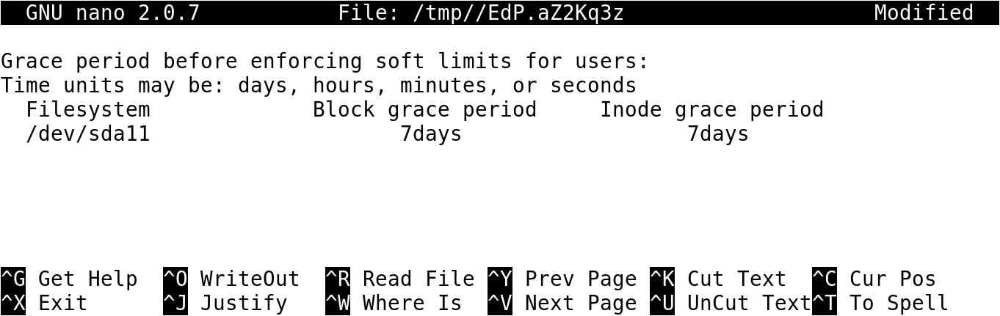 GNU nano 2.0.7 File: /tmp//EdP.aZ2Kq3z Modified
Grace period before enforcing soft limits for users:
Time units may be: days, hours, minutes, or seconds
Filesystem Block grace period Inode grace period
/dev/sda11 7days 7days
^G Get Help ^O WriteOut ^R Read File ^Y Prev Page ^K Cut Text ^C Cur Pos
^X Exit ^J Justify ^W Where Is ^V Next Page ^U UnCut Text^T To Spell